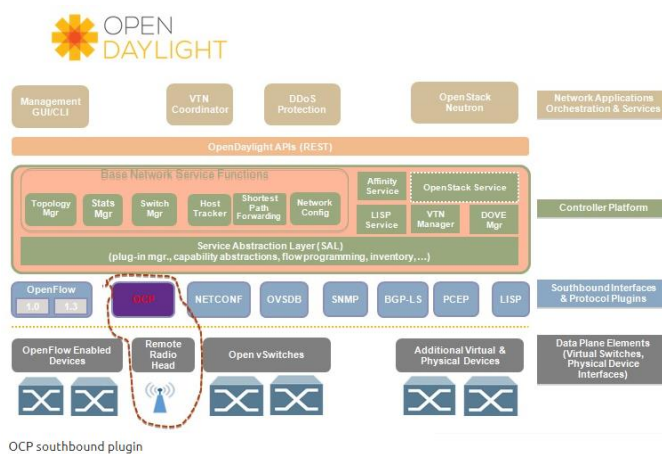 OPEN
DAYLIGHT
Management
GUI/CLI
VTN
Coordinator
DDoS
Protection
OpenStack
Neutron
Network Applications
Orchestration & Services
OpenDaylight APIs (REST)
Base Network Service Functions
Topology
Mgr
Stats
Mgr
Switch
Mgr
Host
Tracker
Shortest
Path
Forwarding
Network
Config
Affinity
Service
OpenStack Service
LISP
Service
VTN
Manager
DOVE
Mgr
Controller Platform
Service Abstraction Layer (SAL)
(plug-in mgr., capability abstractions, flow programming, inventory, ...)
OpenFlow
1.0
1.3
OCP
NETCONF
OVSDB
SNMP
BGP-LS
PCEP
LISP
Southbound Interfaces
& Protocol Plugins
OpenFlow Enabled
Devices
Remote
Radio
Head
Open vSwitches
Additional Virtual &
Physical Devices
Data Plane Elements
(Virtual Switches,
Physical Device
Interfaces)
OCP southbound plugin